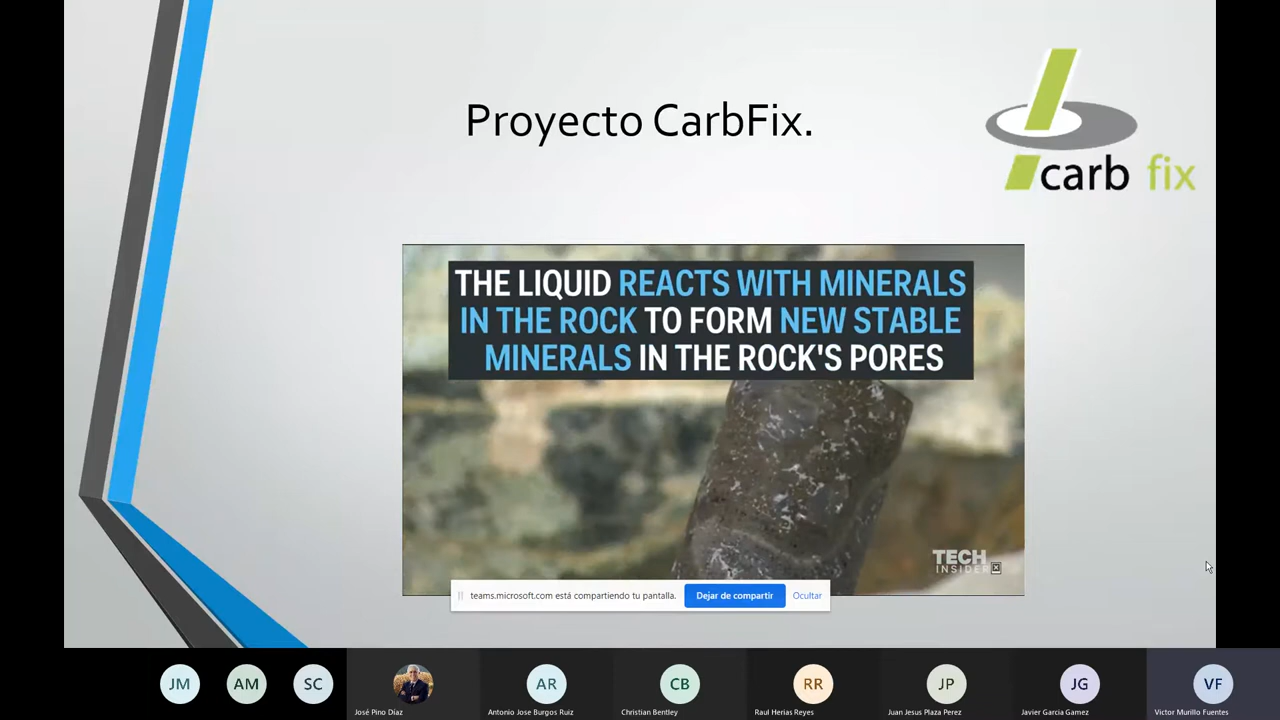 Proyecto CarbFix.
carb fix
THE LIQUID REACTS WITH MINERALS
IN THE ROCK TO FORM NEW STABLE
MINERALS IN THE ROCK'S PORES
TECH
INSIDER
teams.microsoft.com está compartiendo tu pantalla.
Dejar de compartir
Ocultar
JM
AM
SC
AR
CB
RR
JP
JG
VF
José Pino Díaz
Antonio Jose Burgos Ruiz
Christian Bentley
Raul Herias Reyes
Juan Jesus Plaza Perez
Javier Garcia Gamez
Victor Murillo Fuentes